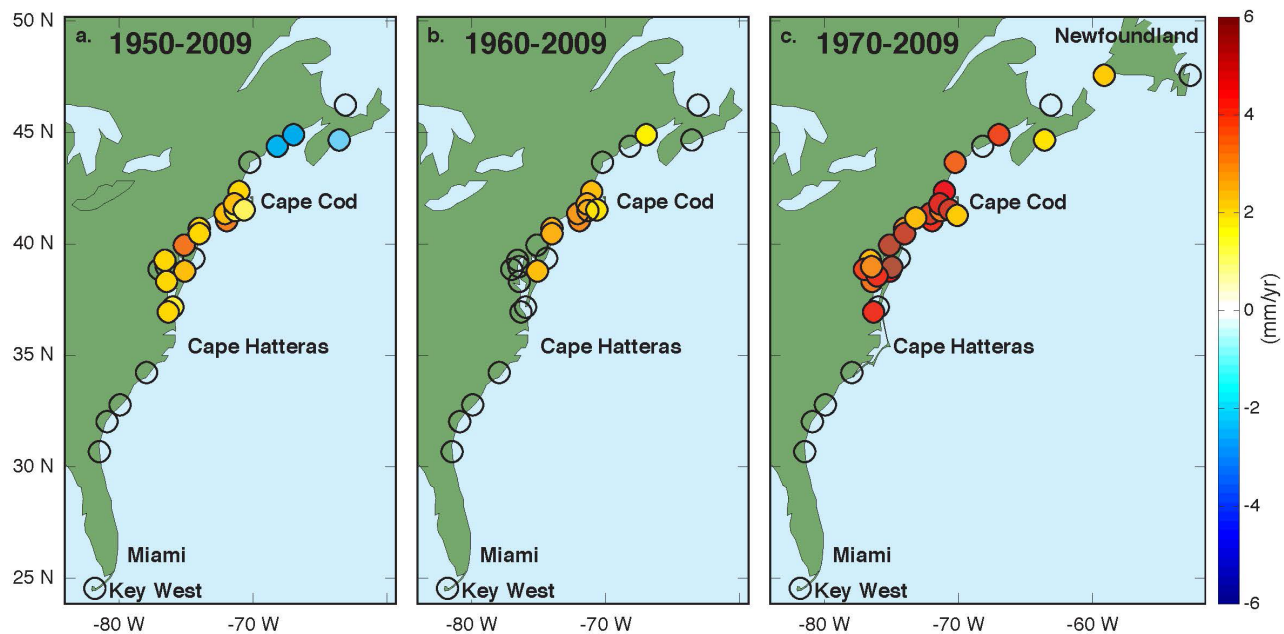 50 N
45 N
40 N
35 N
30 N
25 N
a. 1950-2009
Cape Cod
Cape Hatteras
Miami
Key West
-80 W
-70 W
b. 1960-2009
Cape Cod
Cape Hatteras
Miami
Key West
-80 W
-70 W
c. 1970-2009
Newfoundland
Cape Cod
Cape Hatteras
Miami
Key West
-80 W
-70 W
-60 W
6
4
2
0
-2
-4
-6
(mm/yr)